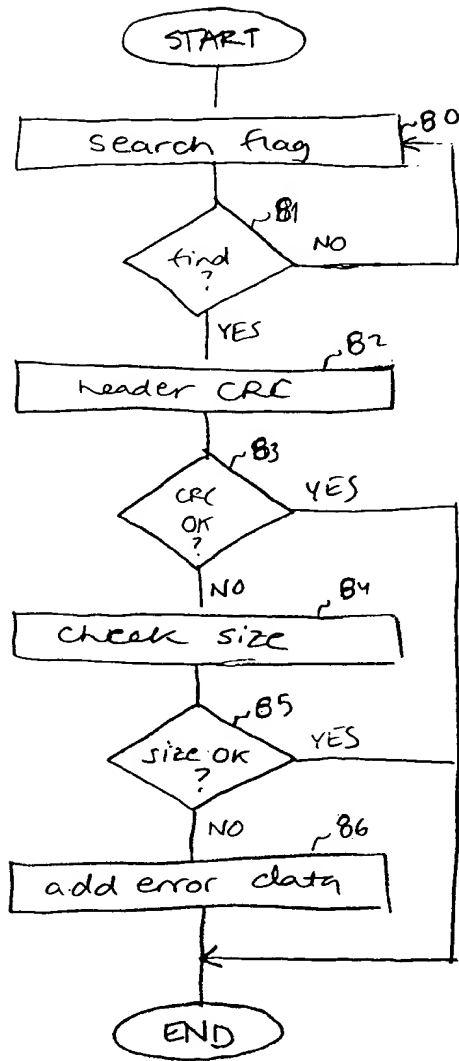 START
80
search flag
81
find
?
NO
YES
82
header CRC
83
CRC
OK
?
YES
NO
84
check size
85
size OK
?
YES
NO
86
add error data
END